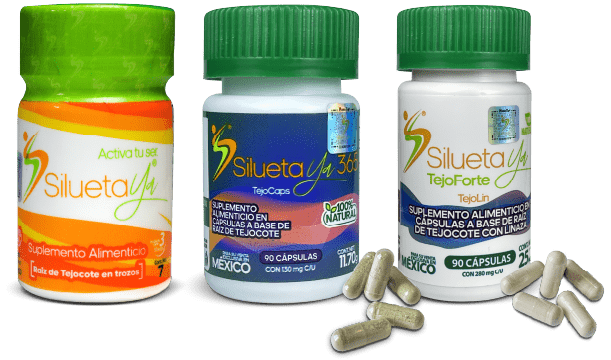 Activa tu ser
Silueta ya
Suplemento Alimenticio
Raíz de Tejocote en trozos
7
Silueta ya 365
TejoCaps
SUPLEMENTO
ALIMENTICIO EN
CÁPSULAS A BASE DE
RAÍZ DE TEJOCOTE
100%
NATURAL
MÉXICO
90 CÁPSULAS
CON 130 mg C/U
11.70g
Silueta ya
TejoForte
TejoLin
SUPLEMENTO ALIMENTICIO EN
CÁPSULAS A BASE DE RAÍZ
DE TEJOCOTE CON LINAZA
MÉXICO
90 CÁPSULAS
CON 280 mg C/U